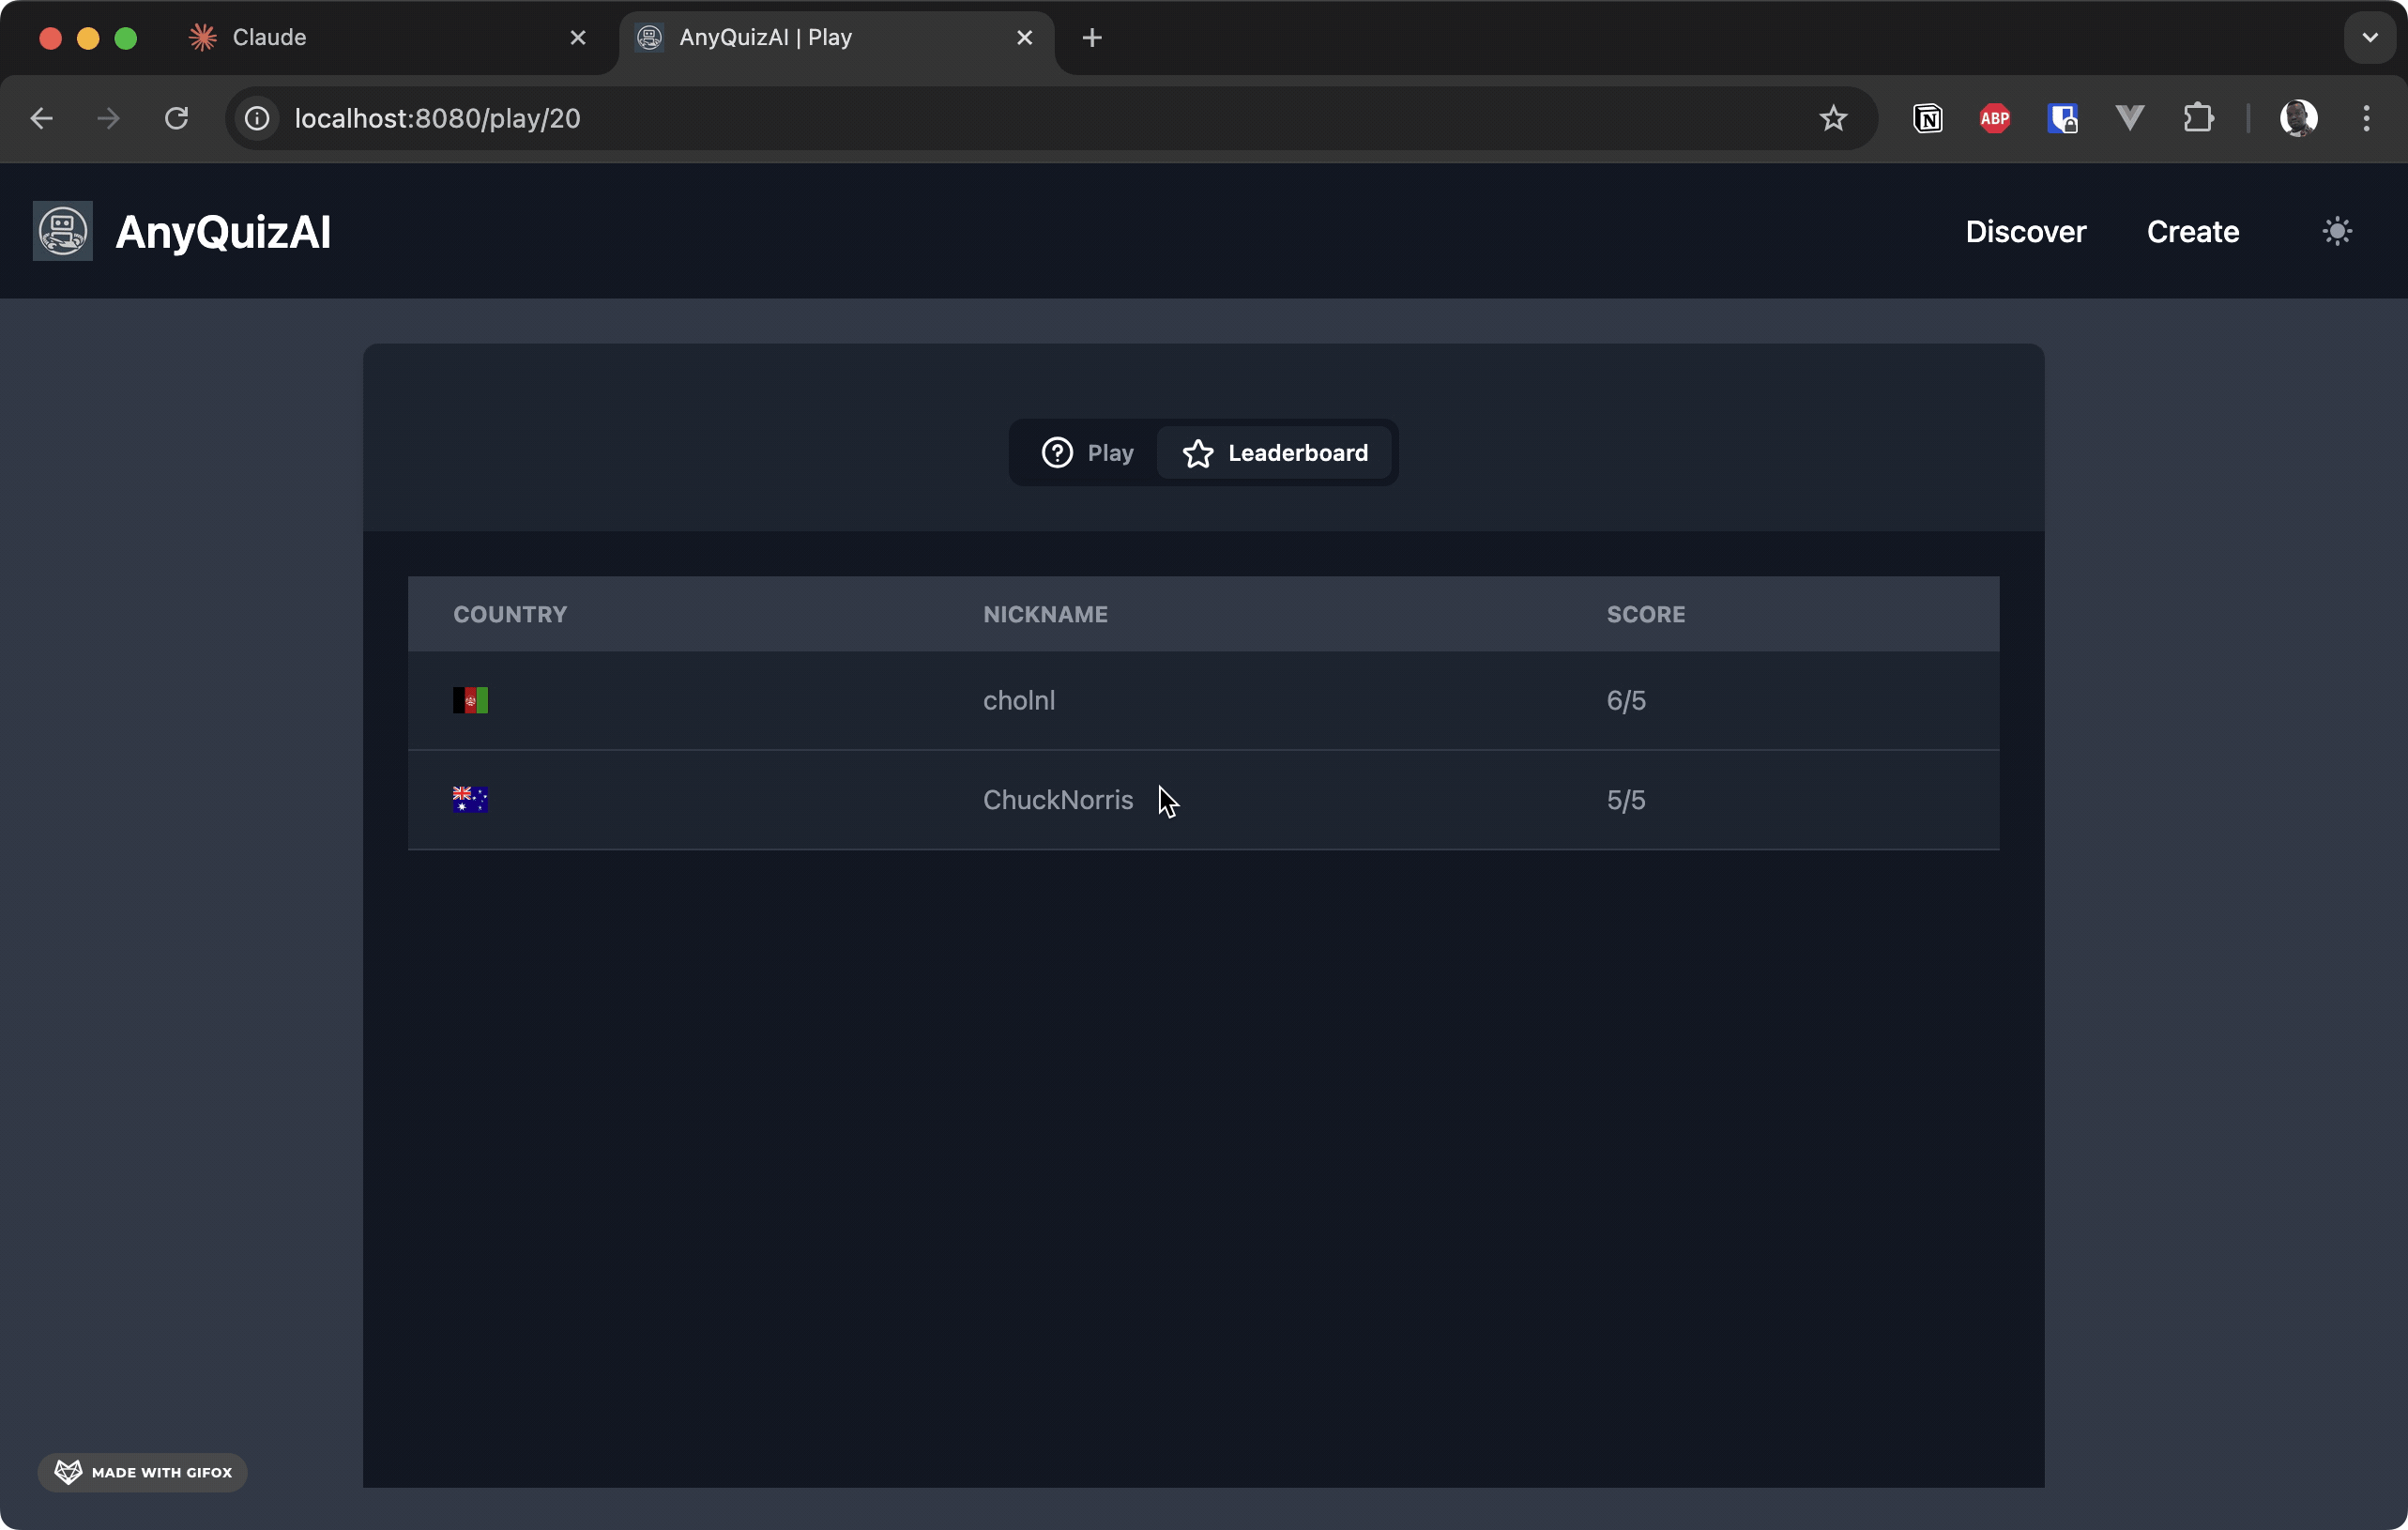 Claude
AnyQuizAI | Play
localhost:8080/play/20
N
ABP
AnyQuizAI
Discover
Create
Play
Leaderboard
COUNTRY NICKNAME SCORE
cholnl 6/5
ChuckNorris 5/5
MADE WITH GIFOX